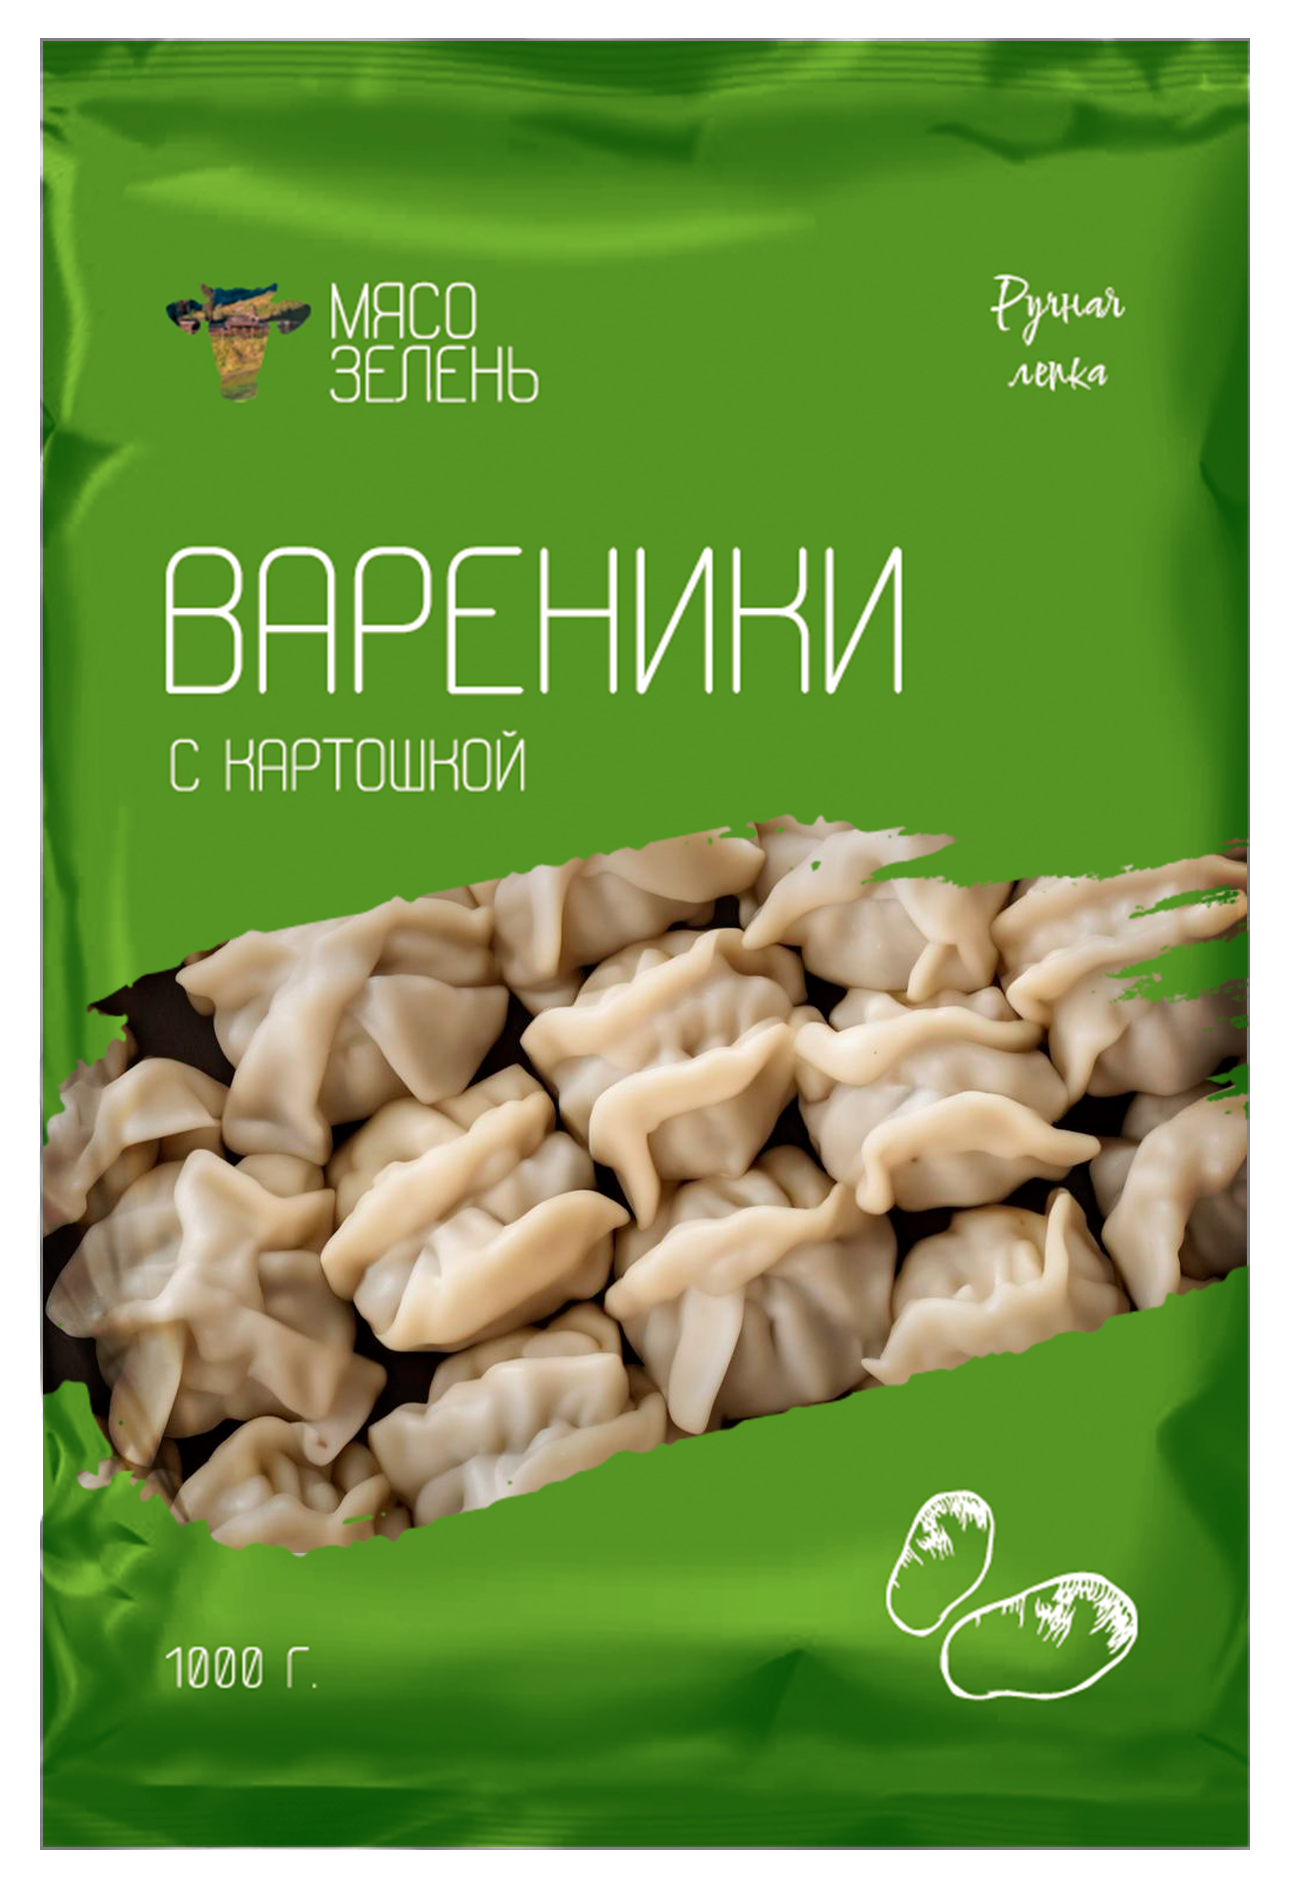 МЯСО
ЗЕЛЕНЬ
Ручная
лепка
ВАРЕНИКИ
С КАРТОШКОЙ
1000 Г.